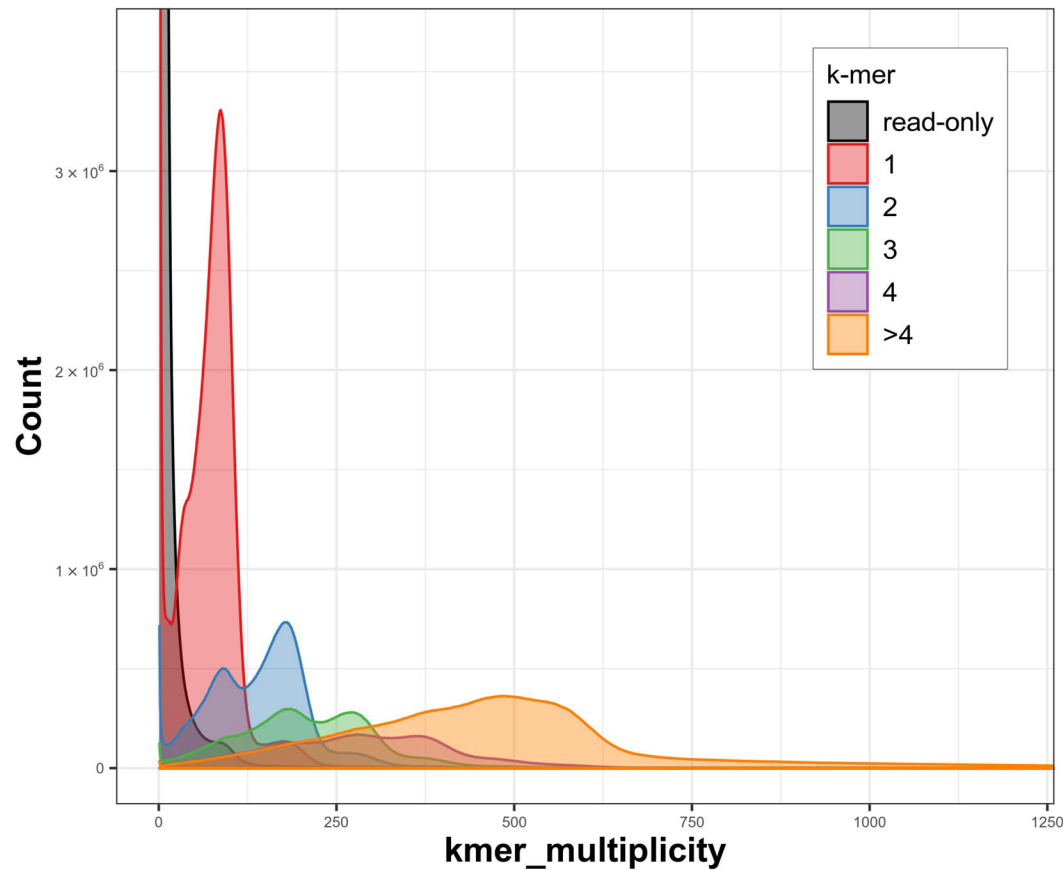 k-mer
read-only
1
2
3
4
>4
Count
3 × 10⁶
2 × 10⁶
1 × 10⁶
0
0 250 500 750 1000 1250
kmer_multiplicity